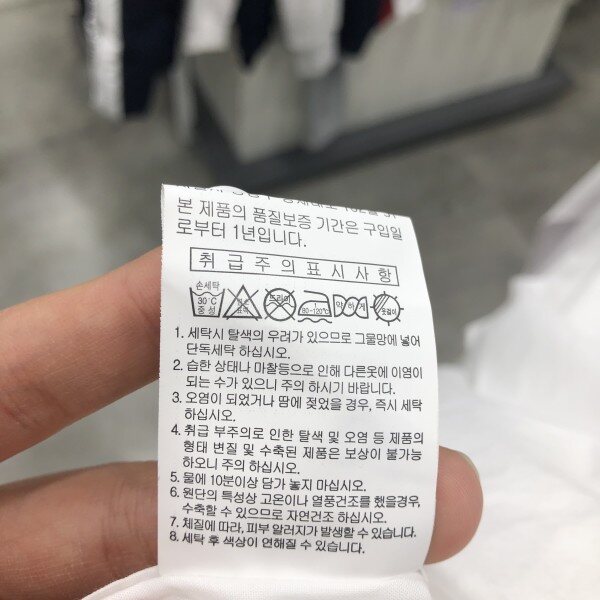 본 제품의 품질보증 기간은 구입일
로부터 1년입니다.
취급주의표시사항
손세탁
30℃
중성
드라이
80~120℃
약하게
옷걸이
1. 세탁시 탈색의 우려가 있으므로 그물망에 넣어
단독세탁 하십시오.
2. 습한 상태나 마찰등으로 인해 다른옷에 이염이
되는 수가 있으니 주의 하시기 바랍니다.
3. 오염이 되었거나 땀에 젖었을 경우, 즉시 세탁
하십시오.
4. 취급 부주의로 인한 탈색 및 오염 등 제품의
형태 변질 및 수축된 제품은 보상이 불가능
하오니 주의 하십시오.
5. 물에 10분이상 담가 놓지 마십시오.
6. 원단의 특성상 고온이나 열풍건조를 했을경우,
수축할 수 있으므로 자연건조 하십시오.
7. 체질에 따라, 피부 알러지가 발생할 수 있습니다.
8. 세탁 후 색상이 연해질 수 있습니다.